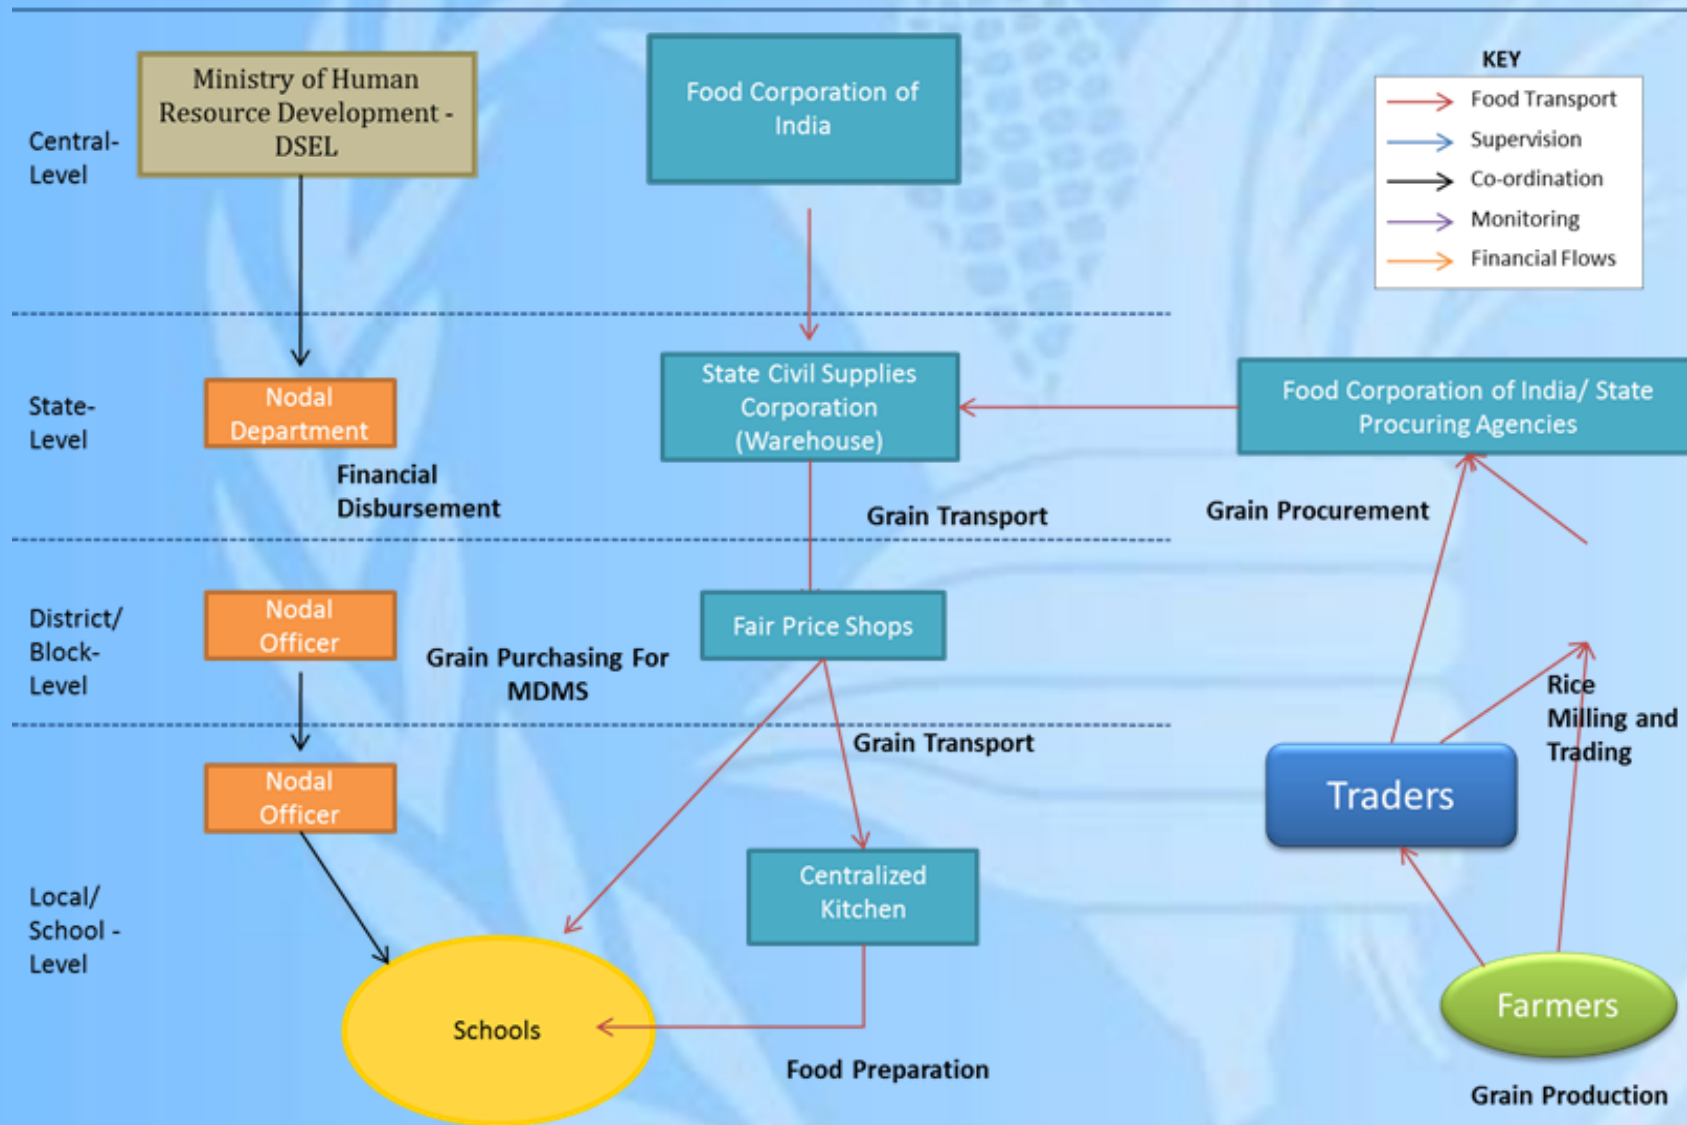 Central-
Level
Ministry of Human
Resource Development -
DSEL
Food Corporation of
India
KEY
Food Transport
Supervision
Co-ordination
Monitoring
Financial Flows
State-
Level
Nodal
Department
Financial
Disbursement
State Civil Supplies
Corporation
(Warehouse)
Grain Transport
Food Corporation of India/ State
Procuring Agencies
Grain Procurement
District/
Block-
Level
Nodal
Officer
Grain Purchasing For
MDMS
Fair Price Shops
Grain Transport
Rice
Milling and
Trading
Traders
Local/
School -
Level
Nodal
Officer
Centralized
Kitchen
Schools
Food Preparation
Farmers
Grain Production